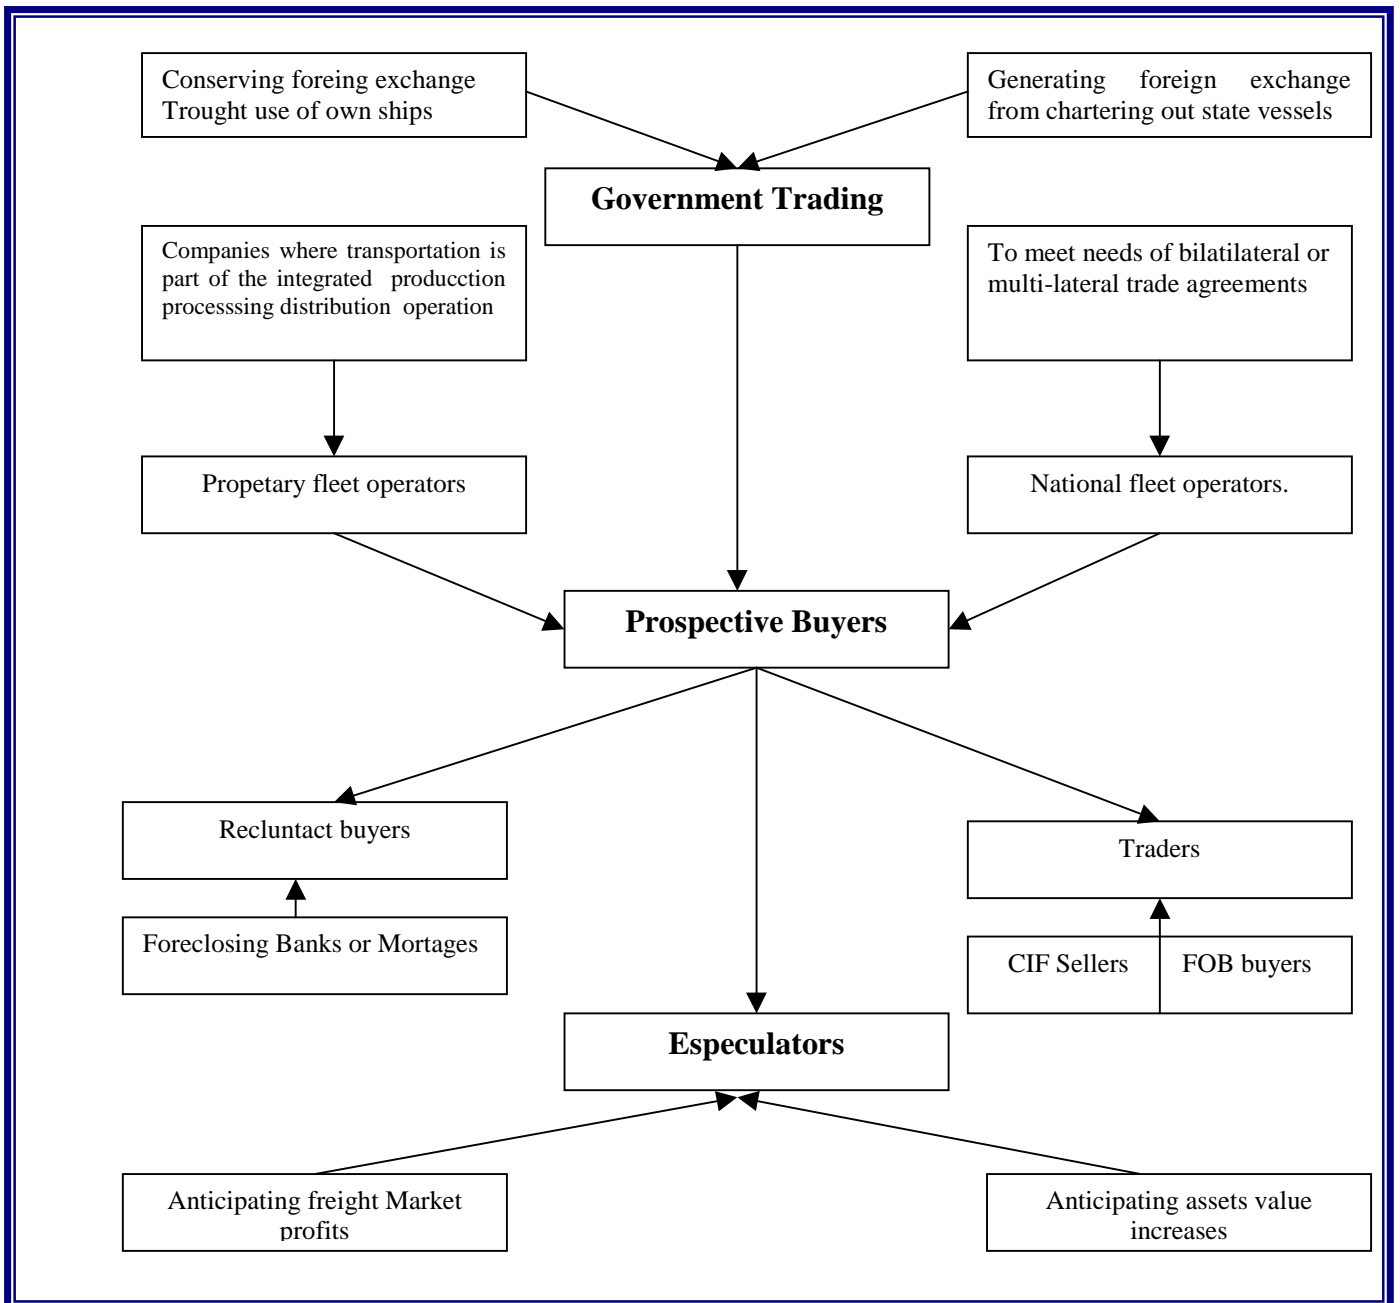 Conserving foreing exchange
Trought use of own ships
Generating foreign exchange
from chartering out state vessels
Government Trading
Companies where transportation is
part of the integrated producction
processsing distribution operation
To meet needs of bilatilateral or
multi-lateral trade agreements
Propetary fleet operators
National fleet operators.
Prospective Buyers
Recluntact buyers
Traders
Foreclosing Banks or Mortages
CIF Sellers
FOB buyers
Especulators
Anticipating freight Market
profits
Anticipating assets value
increases